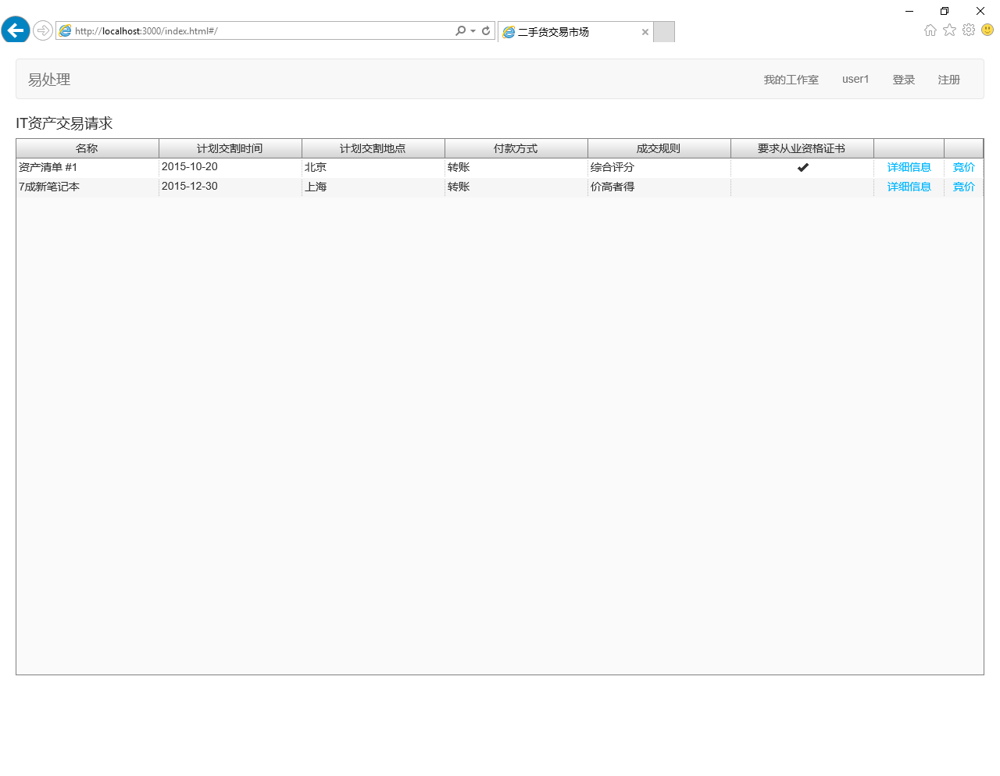 http://localhost:3000/index.html#/
二手货交易市场
易处理 我的工作室 user1 登录 注册
IT资产交易请求
名称 计划交割时间 计划交割地点 付款方式 成交规则 要求从业资格证书
资产清单 #1 2015-10-20 北京 转账 综合评分 ✔ 详细信息 竞价
7成新笔记本 2015-12-30 上海 转账 价高者得 详细信息 竞价